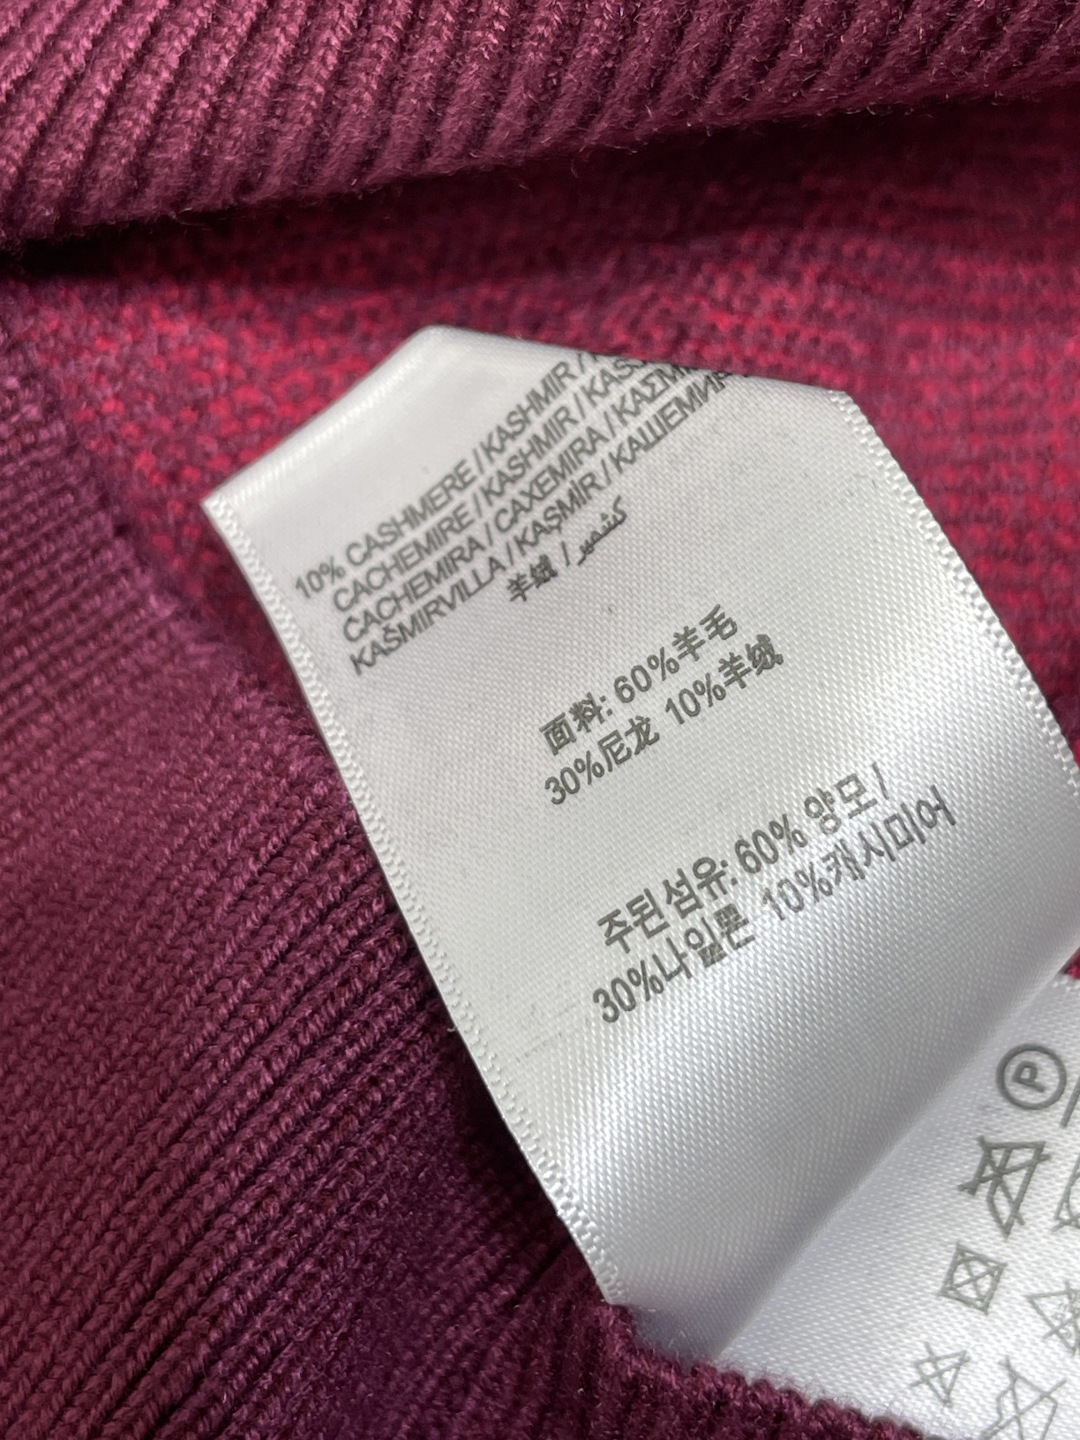 10% CASHMERE / KASHMIR /
CACHEMIRE / KASHMIR /
CACHEMIRA / CAXEMIRA /
KAŠMIRVILLA / KAŞMİR / КАШЕМИР
羊绒 / كشمير
面料: 60%羊毛
30%尼龙 10%羊绒
주된섬유: 60% 양모 /
30%나일론 10%캐시미어
P